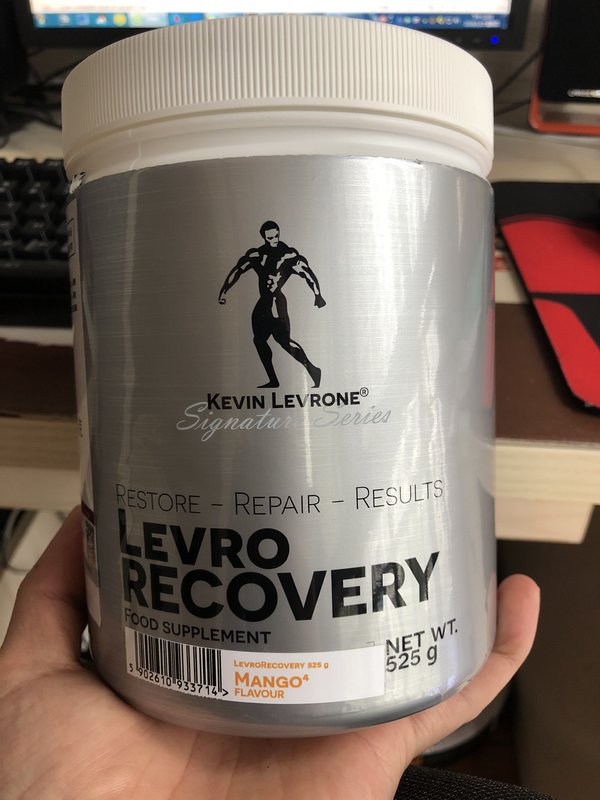 KEVIN LEVRONE®
Signature Series
RESTORE – REPAIR – RESULTS
LEVRO
RECOVERY
FOOD SUPPLEMENT
NET WT.
525 g
LEVRORECOVERY 525 g
MANGO⁴
FLAVOUR
5 902610 933714 >